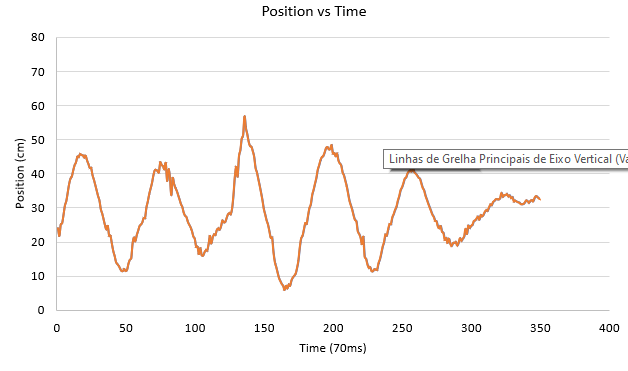 Position vs Time
80
70
60
50
40
30
20
10
0
Position (cm)
Linhas de Grelha Principais de Eixo Vertical (Va
0 50 100 150 200 250 300 350 400
Time (70ms)